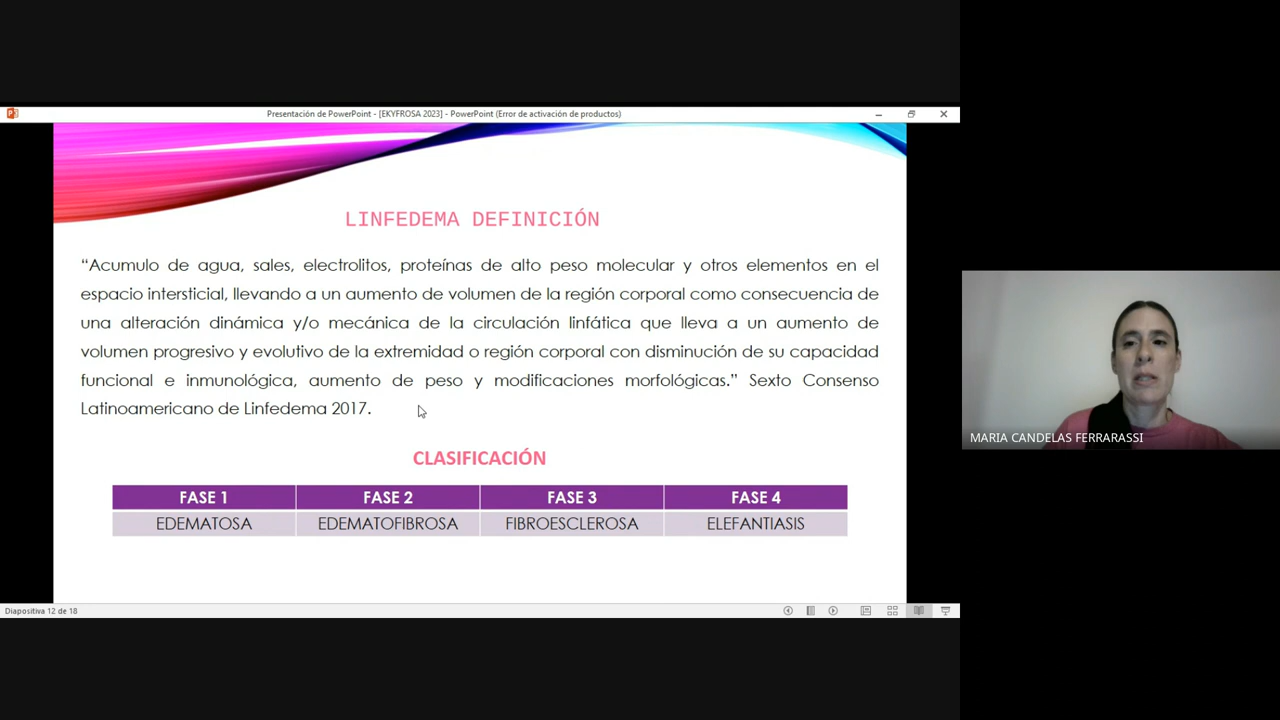 Presentación de PowerPoint - [EKYFROSA 2023] - PowerPoint (Error de activación de productos)
LINFEDEMA DEFINICIÓN
“Acumulo de agua, sales, electrolitos, proteínas de alto peso molecular y otros elementos en el
espacio intersticial, llevando a un aumento de volumen de la región corporal como consecuencia de
una alteración dinámica y/o mecánica de la circulación linfática que lleva a un aumento de
volumen progresivo y evolutivo de la extremidad o región corporal con disminución de su capacidad
funcional e inmunológica, aumento de peso y modificaciones morfológicas.” Sexto Consenso
Latinoamericano de Linfedema 2017.
CLASIFICACIÓN
FASE 1 FASE 2 FASE 3 FASE 4
EDEMATOSA EDEMATOFIBROSA FIBROESCLEROSA ELEFANTIASIS
Diapositiva 12 de 18
MARIA CANDELAS FERRARASSI